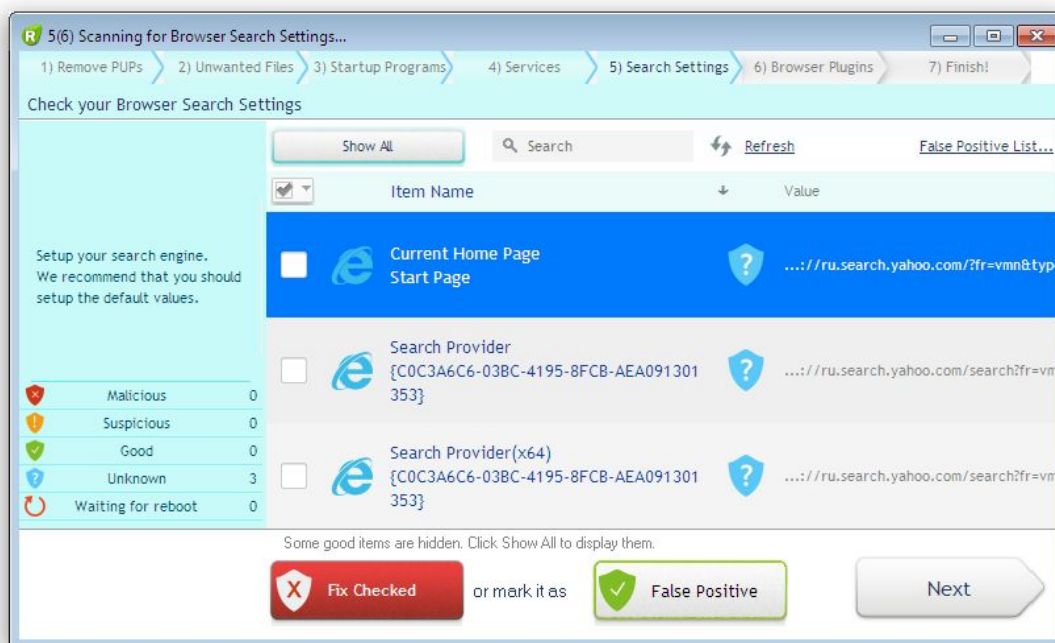 5(6) Scanning for Browser Search Settings...
1) Remove PUPs 2) Unwanted Files 3) Startup Programs 4) Services 5) Search Settings 6) Browser Plugins 7) Finish!
Check your Browser Search Settings
Show All Search Refresh False Positive List...
Item Name Value
Setup your search engine.
We recommend that you should
setup the default values.
Current Home Page
Start Page
...://ru.search.yahoo.com/?fr=vmn&typ
Search Provider
{C0C3A6C6-03BC-4195-8FCB-AEA091301
353}
...://ru.search.yahoo.com/search?fr=vm
Search Provider(x64)
{C0C3A6C6-03BC-4195-8FCB-AEA091301
353}
...://ru.search.yahoo.com/search?fr=vm
Malicious 0
Suspicious 0
Good 0
Unknown 3
Waiting for reboot 0
Some good items are hidden. Click Show All to display them.
Fix Checked or mark it as False Positive Next